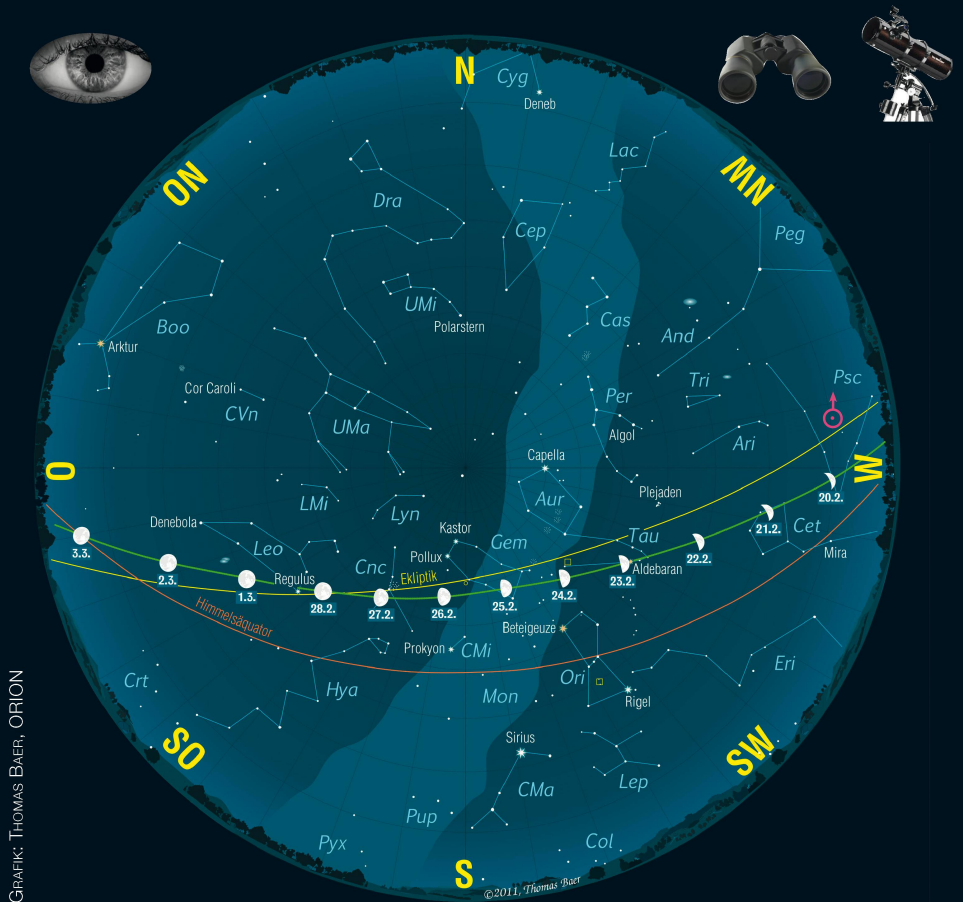 N
Cyg
Deneb
Lac
NO
NW
Dra
Cep
Peg
UMi
Polarstern
Cas
And
Boo
Arktur
Tri
Psc
Cor Caroli
CVn
UMa
Per
Algol
Ari
Capella
O
W
Plejaden
20.2.
LMi
Lyn
Aur
21.2.
Cet
Denebola
Kastor
Leo
Pollux
Gem
Tau
22.2.
Mira
3.3.
Cnc
Ekliptik
23.2.
Aldebaran
2.3.
Regulus
24.2.
1.3.
28.2.
27.2.
26.2.
25.2.
Himmelsäquator
Beteigeuze
Prokyon
CMi
Crt
Hya
Mon
Ori
Rigel
Eri
SO
SW
Sirius
CMa
Lep
Pup
Pyx
Col
S
©2011, Thomas Baer
GRAFIK: THOMAS BAER, ORION